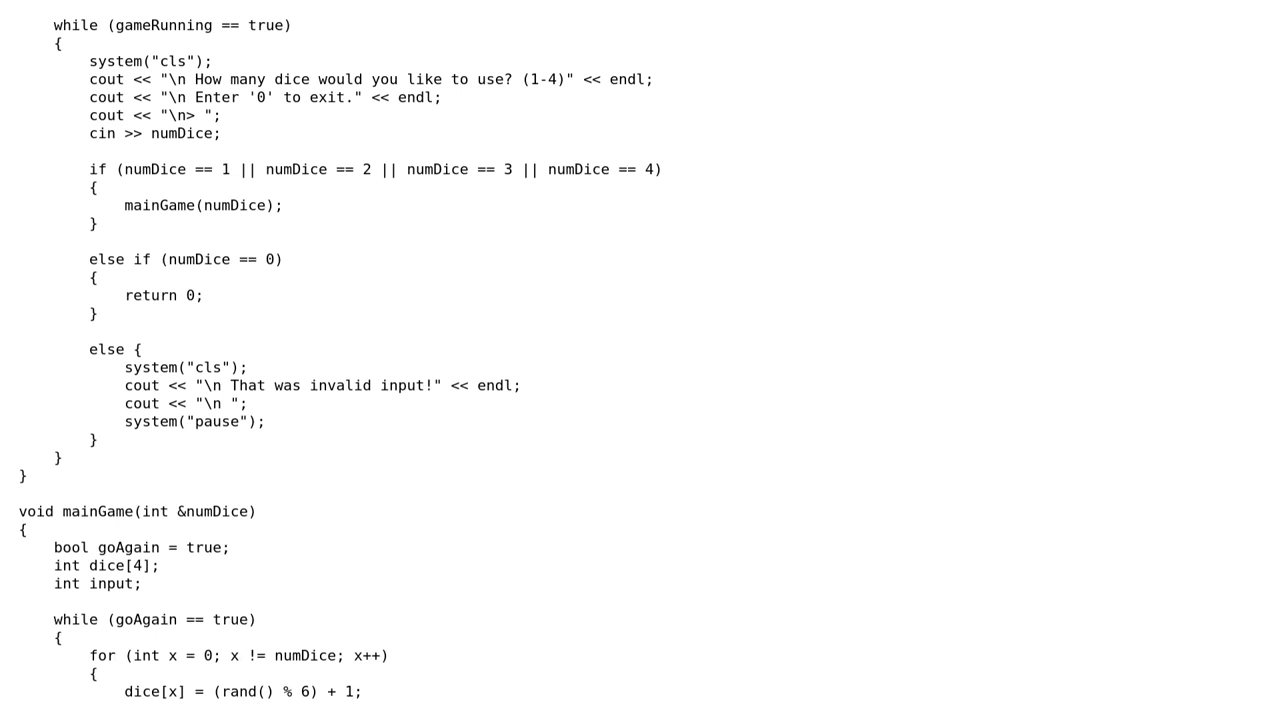 while (gameRunning == true)
    {
        system("cls");
        cout << "\n How many dice would you like to use? (1-4)" << endl;
        cout << "\n Enter '0' to exit." << endl;
        cout << "\n> ";
        cin >> numDice;

        if (numDice == 1 || numDice == 2 || numDice == 3 || numDice == 4)
        {
            mainGame(numDice);
        }

        else if (numDice == 0)
        {
            return 0;
        }

        else {
            system("cls");
            cout << "\n That was invalid input!" << endl;
            cout << "\n ";
            system("pause");
        }
    }
}

void mainGame(int &numDice)
{
    bool goAgain = true;
    int dice[4];
    int input;

    while (goAgain == true)
    {
        for (int x = 0; x != numDice; x++)
        {
            dice[x] = (rand() % 6) + 1;